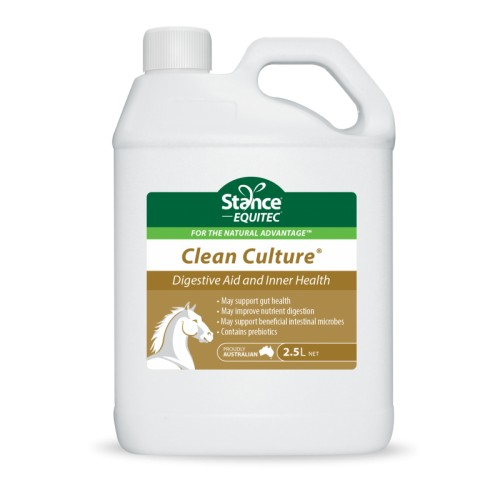 Stance
EQUITEC
FOR THE NATURAL ADVANTAGE™
Clean Culture®
Digestive Aid and Inner Health
• May support gut health
• May improve nutrient digestion
• May support beneficial intestinal microbes
• Contains prebiotics
PROUDLY
AUSTRALIAN
2.5L NET